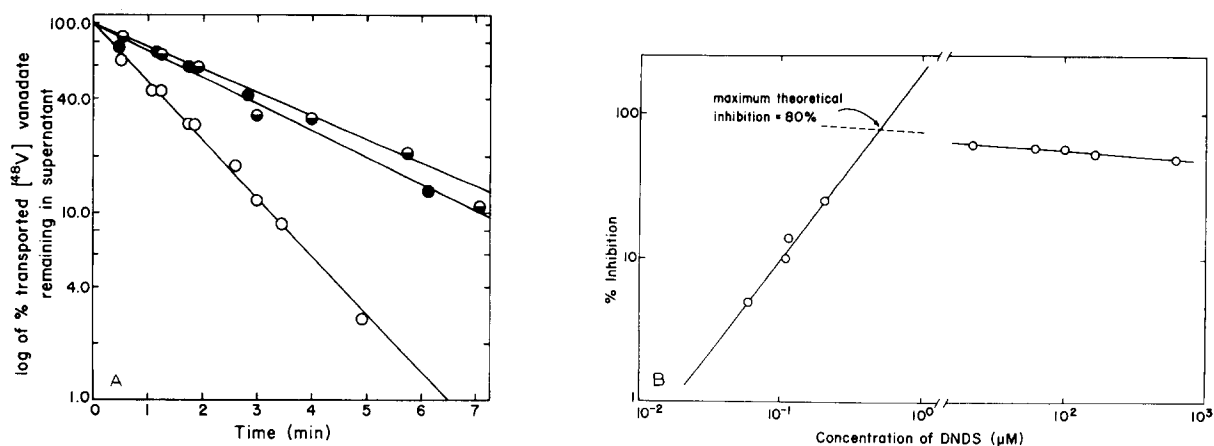 100.0
40.0
10.0
4.0
1.0
log of % transported [⁴⁸V] vanadate
remaining in supernatant
A
0 1 2 3 4 5 6 7
Time (min)
100
10
1
% Inhibition
maximum theoretical
inhibition = 80%
B
10⁻² 10⁻¹ 10⁰ 10² 10³
Concentration of DNDS (μM)